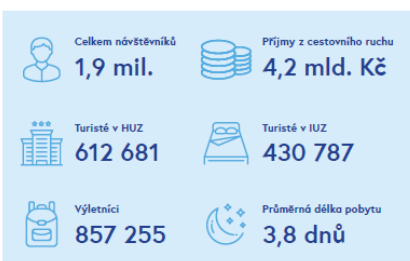 Celkem návštěvníků
1,9 mil.
Příjmy z cestovního ruchu
4,2 mld. Kč
Turisté v HUZ
612 681
Turisté v IUZ
430 787
Výletníci
857 255
Průměrná délka pobytu
3,8 dnů